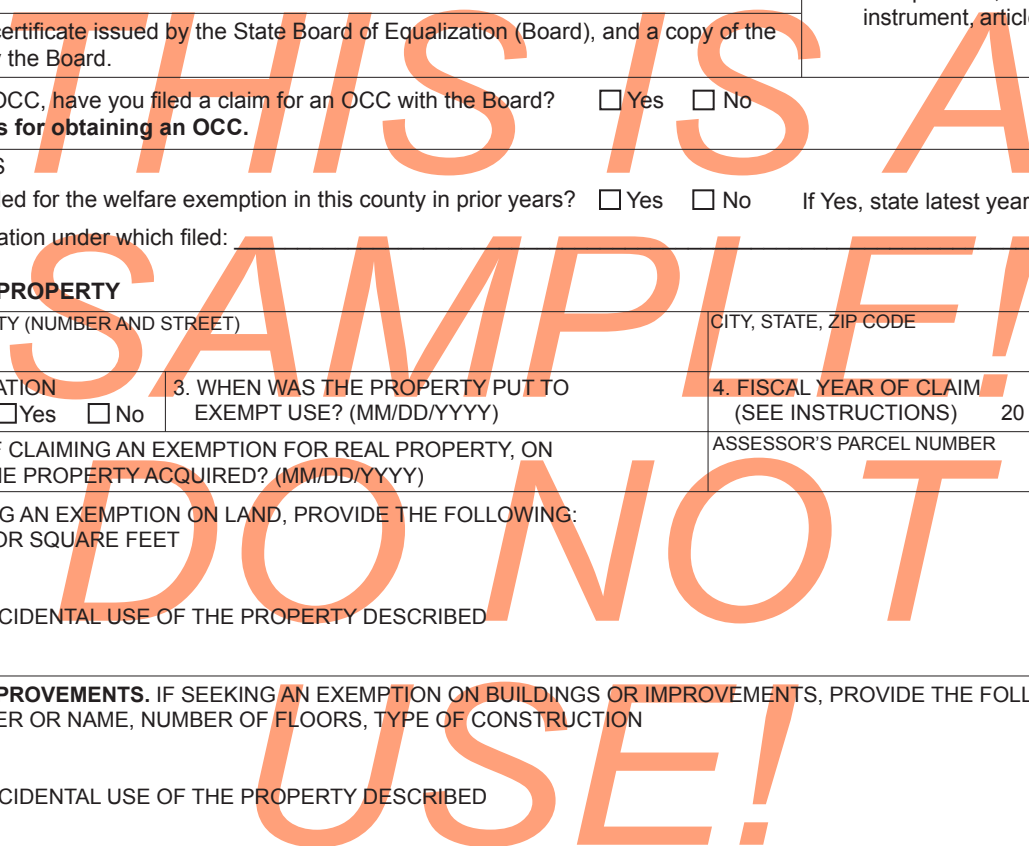 instrument, article
certificate issued by the State Board of Equalization (Board), and a copy of the
the Board.
OCC, have you filed a claim for an OCC with the Board? Yes No
s for obtaining an OCC.
S
ed for the welfare exemption in this county in prior years? Yes No If Yes, state latest year
ation under which filed:
PROPERTY
TY (NUMBER AND STREET)
CITY, STATE, ZIP CODE
ATION
Yes No
3. WHEN WAS THE PROPERTY PUT TO
EXEMPT USE? (MM/DD/YYYY)
4. FISCAL YEAR OF CLAIM
(SEE INSTRUCTIONS) 20
F CLAIMING AN EXEMPTION FOR REAL PROPERTY, ON
HE PROPERTY ACQUIRED? (MM/DD/YYYY)
ASSESSOR'S PARCEL NUMBER
G AN EXEMPTION ON LAND, PROVIDE THE FOLLOWING:
OR SQUARE FEET
CIDENTAL USE OF THE PROPERTY DESCRIBED
PROVEMENTS. IF SEEKING AN EXEMPTION ON BUILDINGS OR IMPROVEMENTS, PROVIDE THE FOLL
ER OR NAME, NUMBER OF FLOORS, TYPE OF CONSTRUCTION
CIDENTAL USE OF THE PROPERTY DESCRIBED
THIS IS A
SAMPLE!
DO NOT
USE!